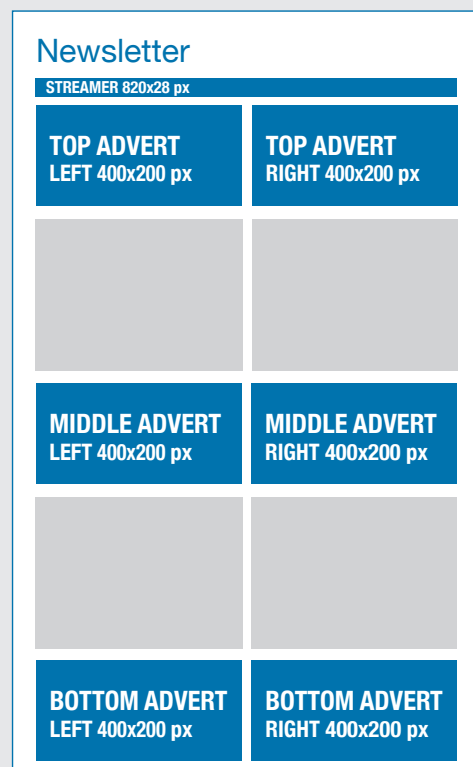 Newsletter
STREAMER 820x28 px
TOP ADVERT
LEFT 400x200 px
TOP ADVERT
RIGHT 400x200 px
MIDDLE ADVERT
LEFT 400x200 px
MIDDLE ADVERT
RIGHT 400x200 px
BOTTOM ADVERT
LEFT 400x200 px
BOTTOM ADVERT
RIGHT 400x200 px